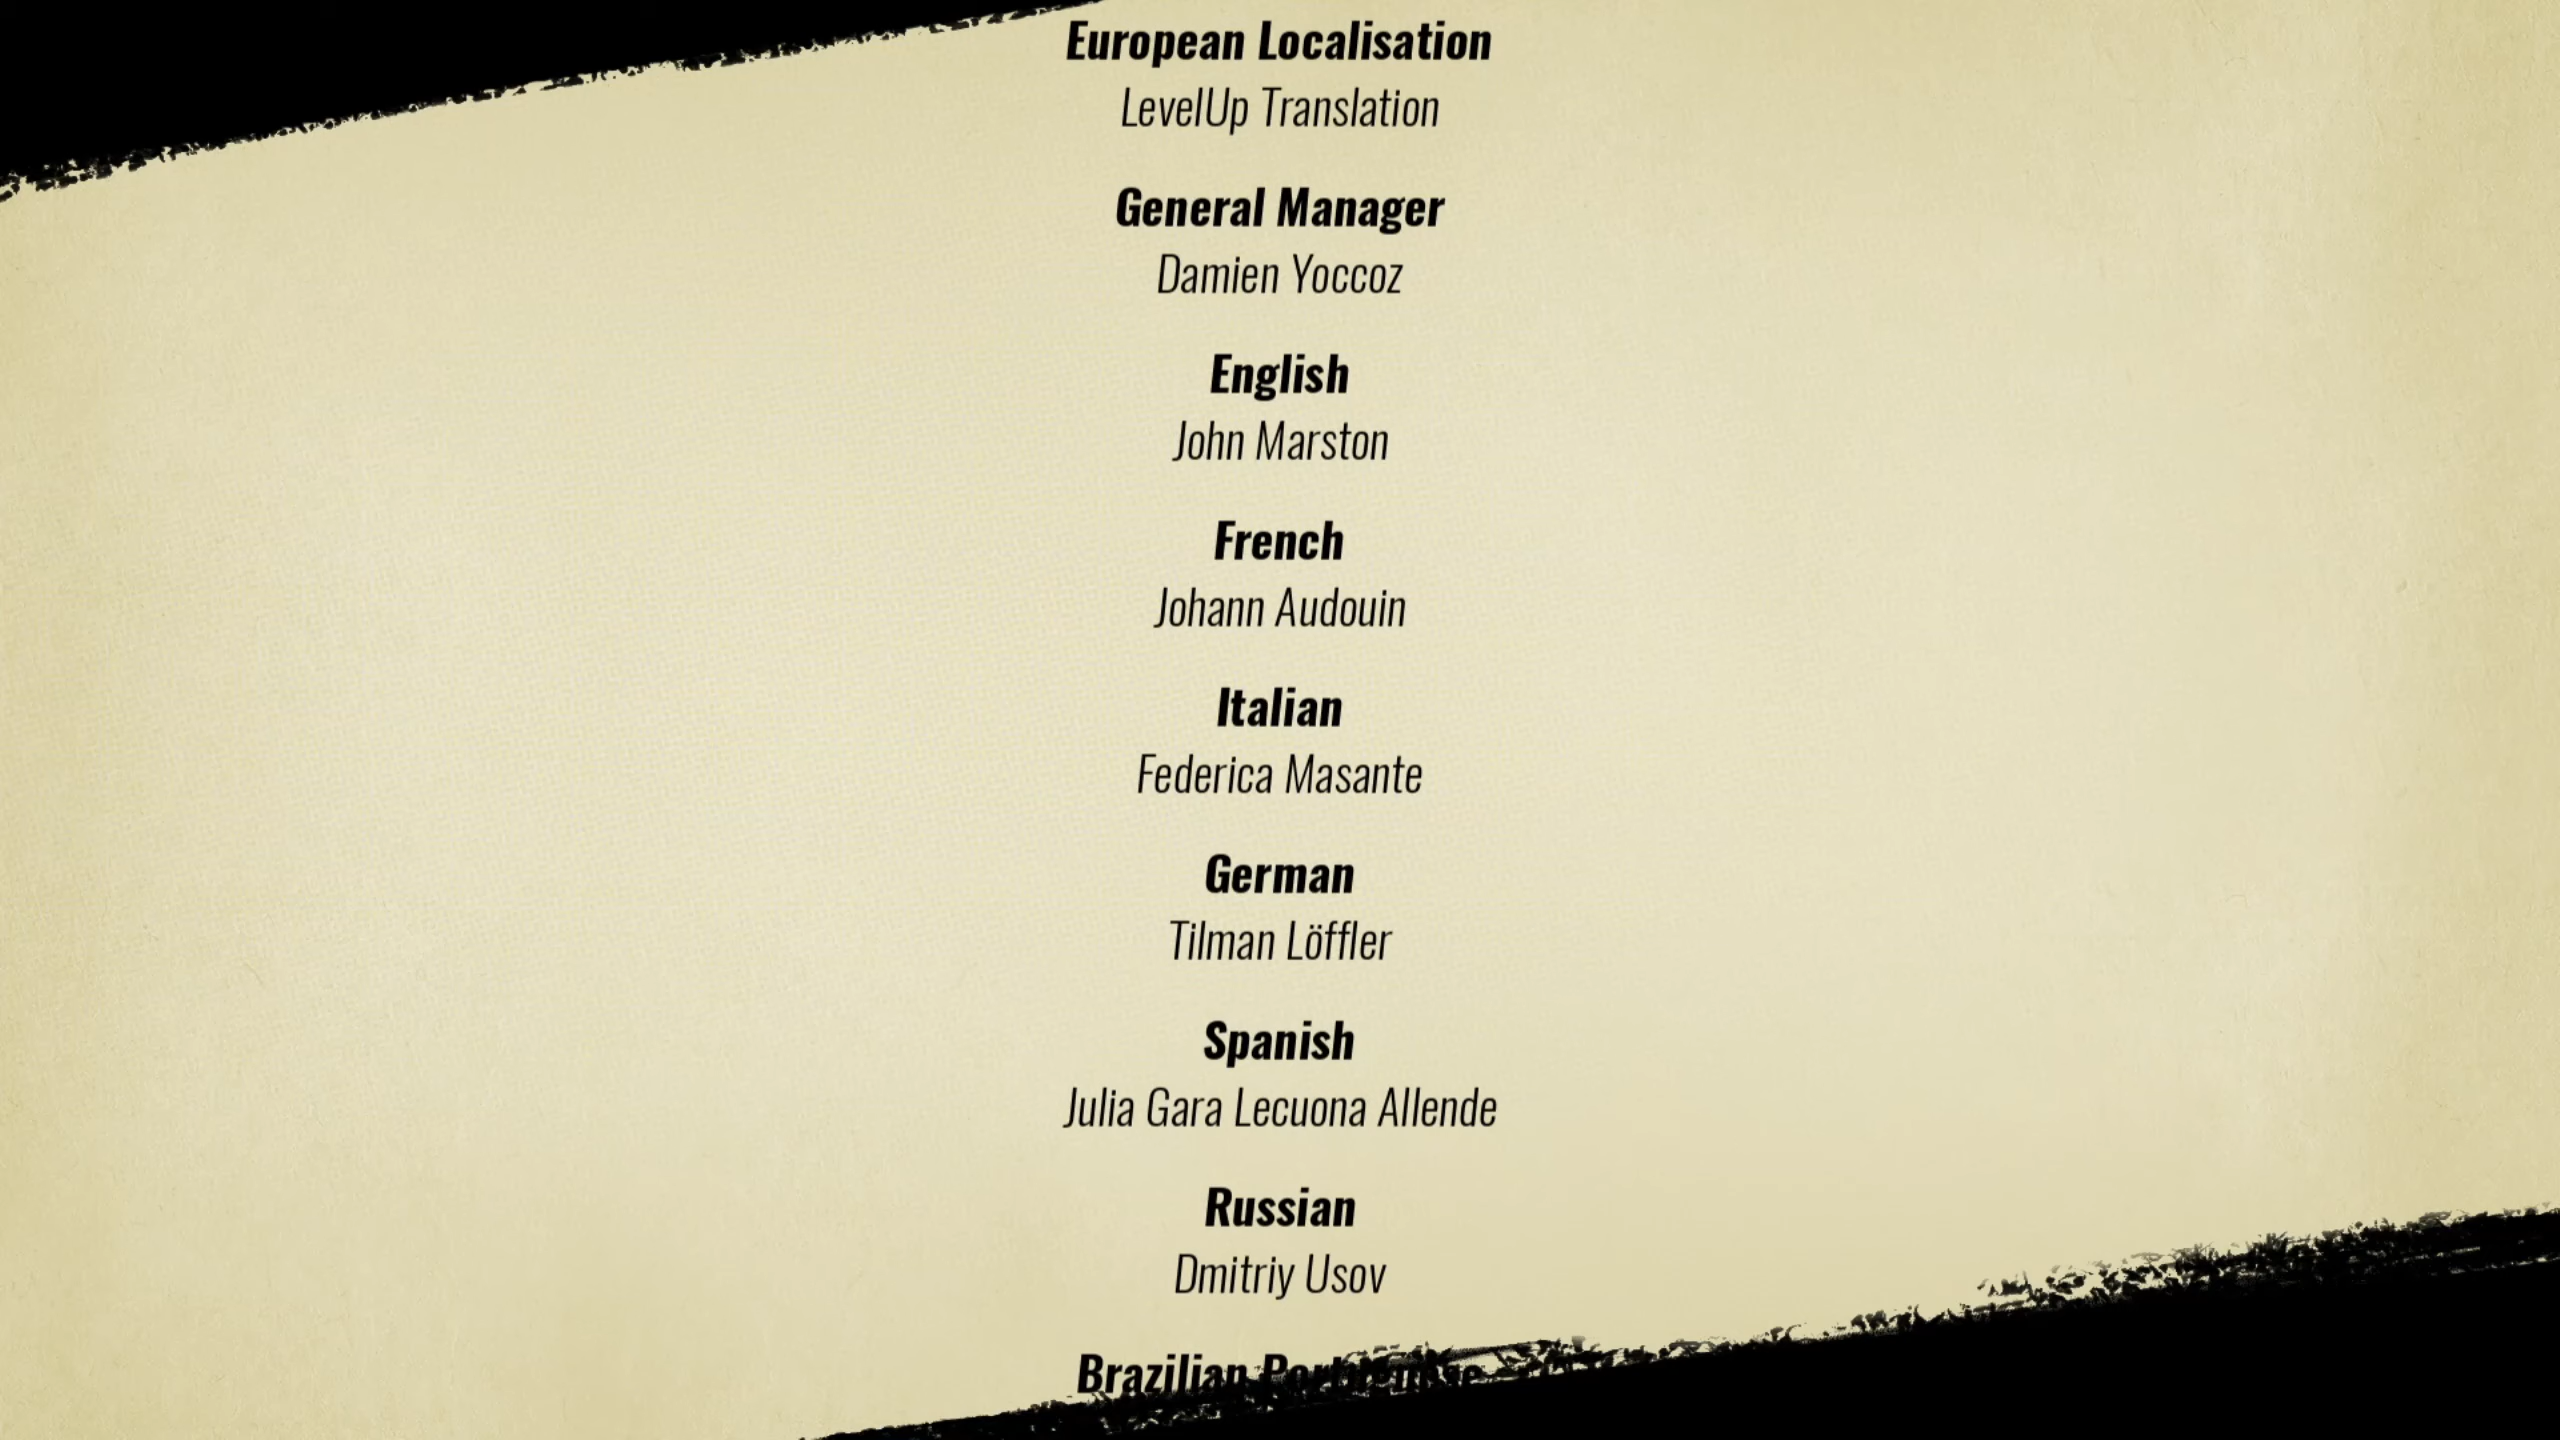 European Localisation
LevelUp Translation
General Manager
Damien Yoccoz
English
John Marston
French
Johann Audouin
Italian
Federica Masante
German
Tilman Löffler
Spanish
Julia Gara Lecuona Allende
Russian
Dmitriy Usov
Brazilian Portuguese